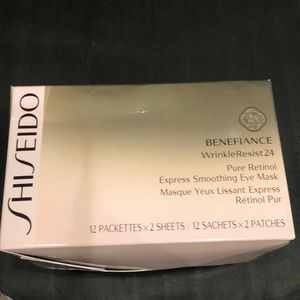 SHISEIDO
BENEFIANCE
WrinkleResist24
Pure Retinol
Express Smoothing Eye Mask
Masque Yeux Lissant Express
Rétinol Pur
12 PACKETTES × 2 SHEETS / 12 SACHETS × 2 PATCHES